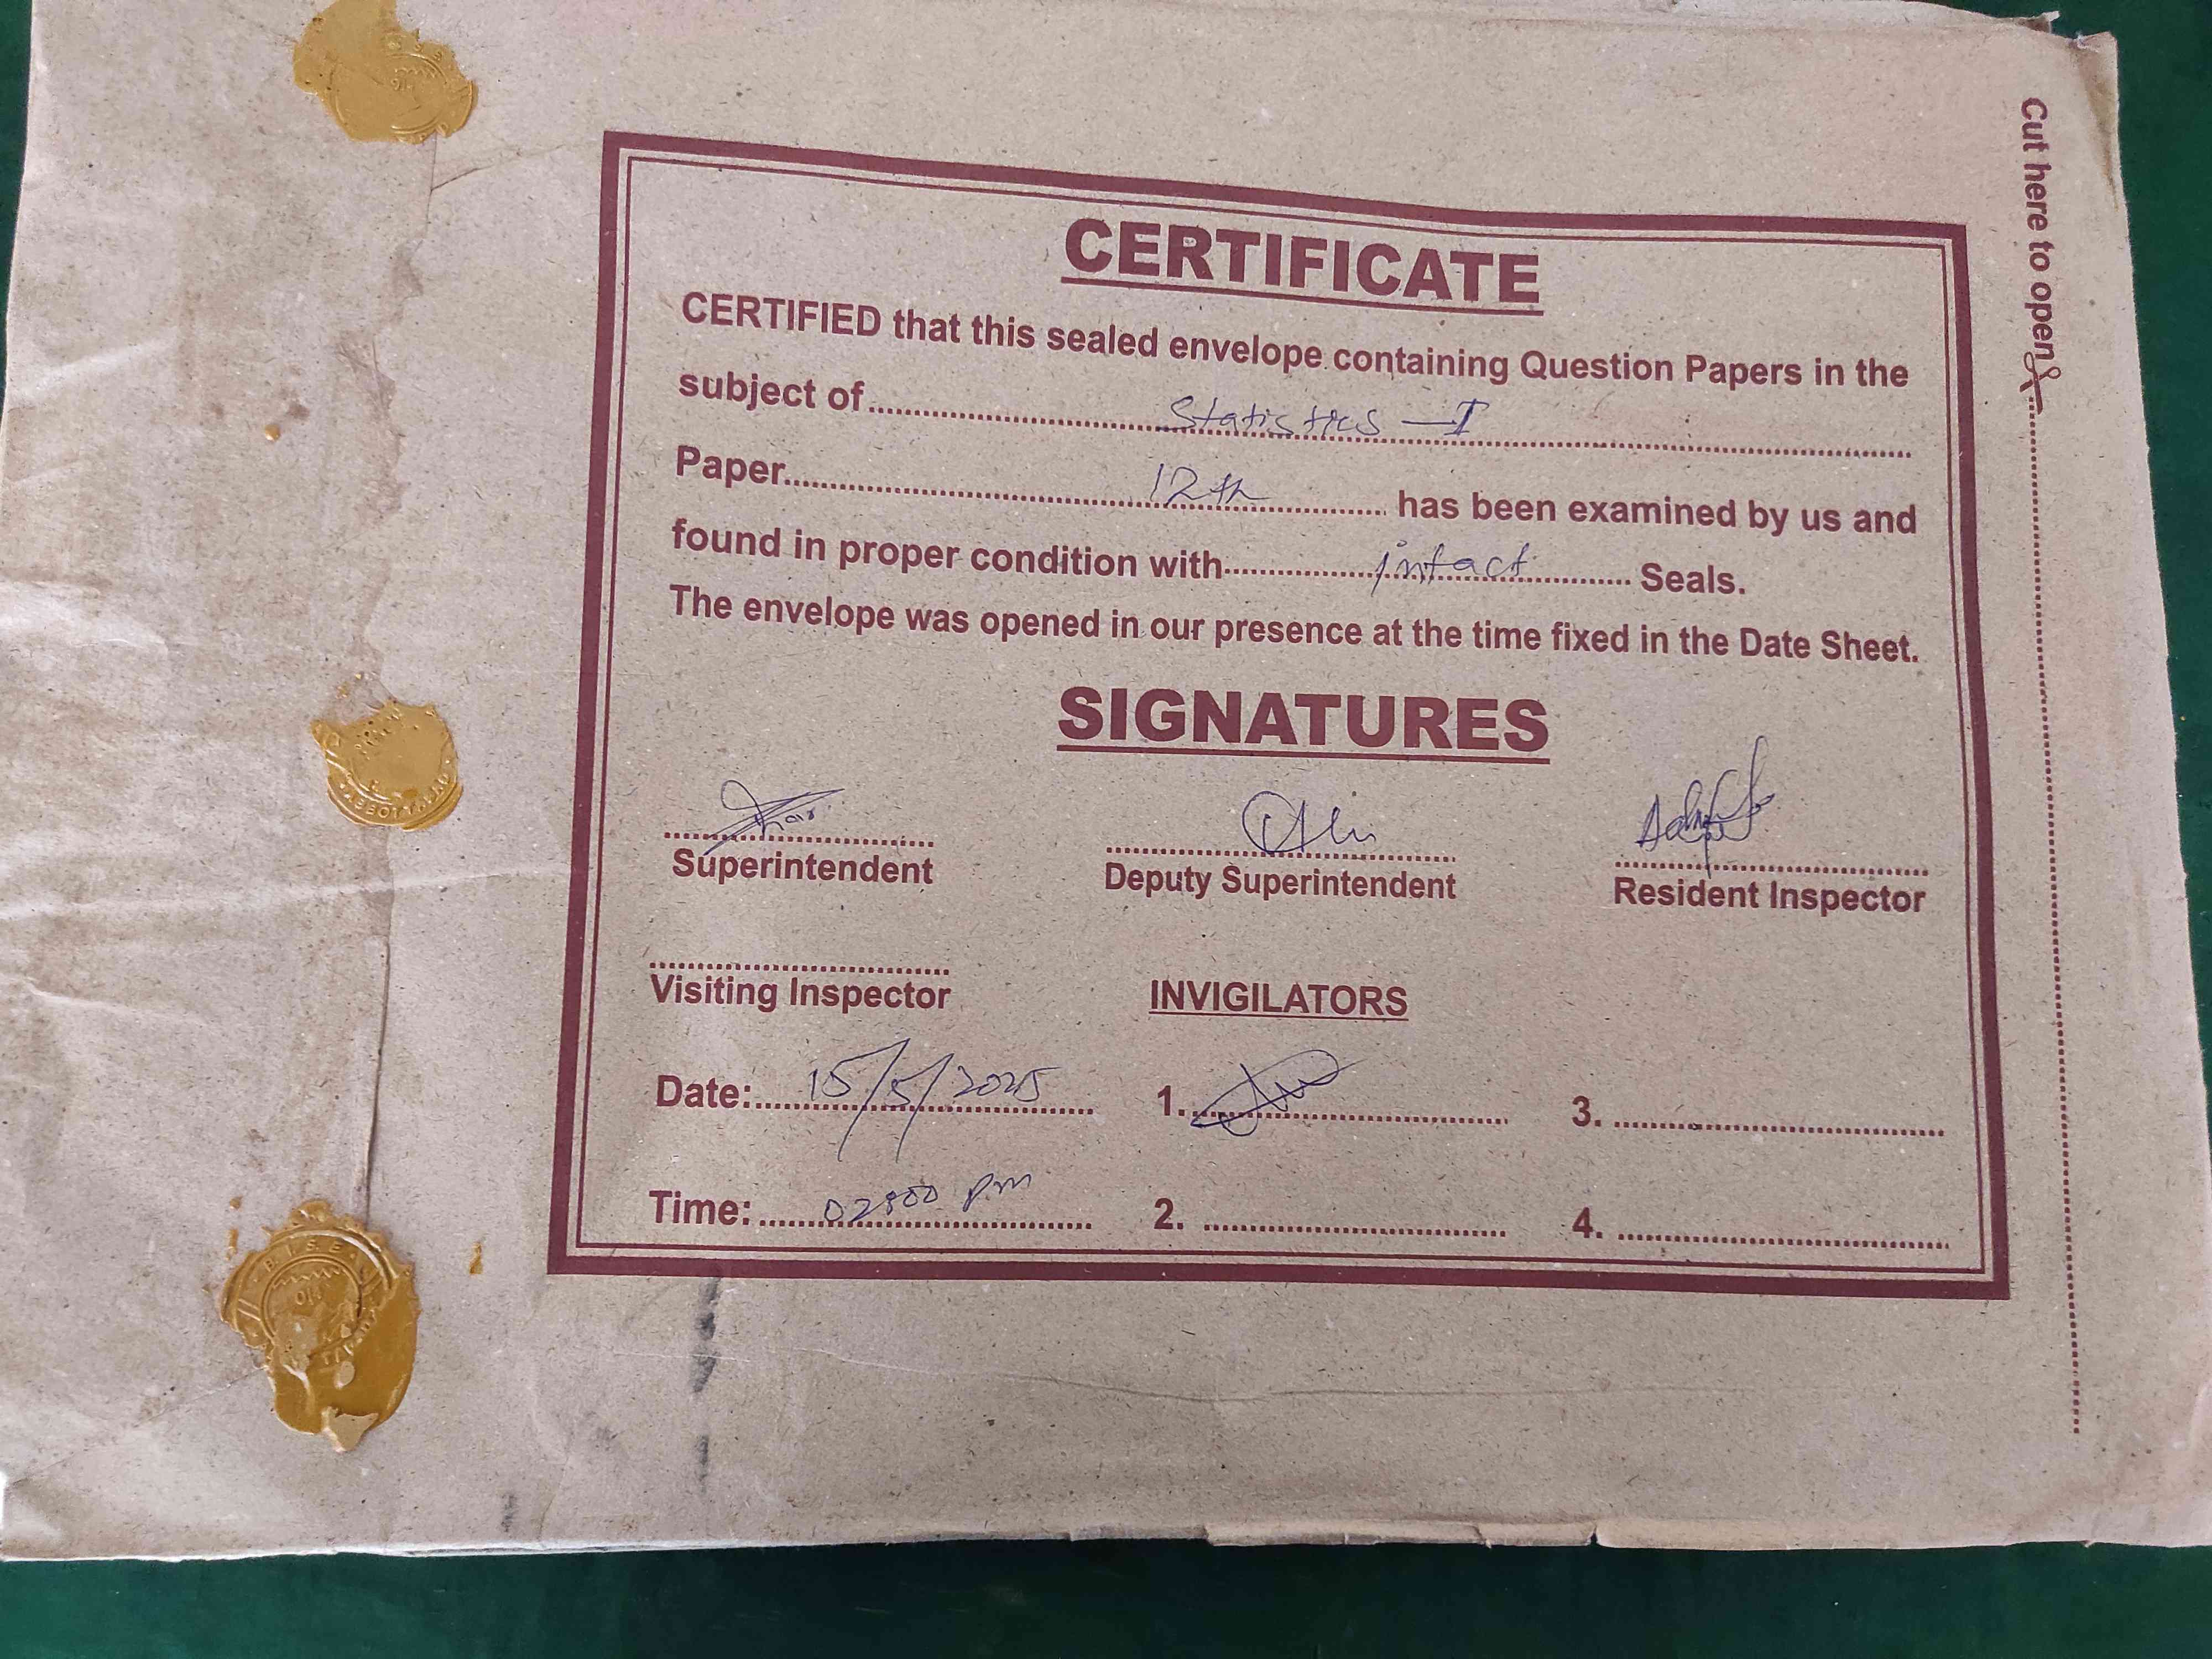 CERTIFICATE
CERTIFIED that this sealed envelope containing Question Papers in the
subject of Statistics - I
Paper 12th has been examined by us and
found in proper condition with intact Seals.
The envelope was opened in our presence at the time fixed in the Date Sheet.
SIGNATURES
Superintendent Deputy Superintendent Resident Inspector
Visiting Inspector INVIGILATORS
Date: 15/5/2025 1. 3.
Time: 02:00 pm 2. 4.
Cut here to open
ABBOTTABAD
B.I.S.E